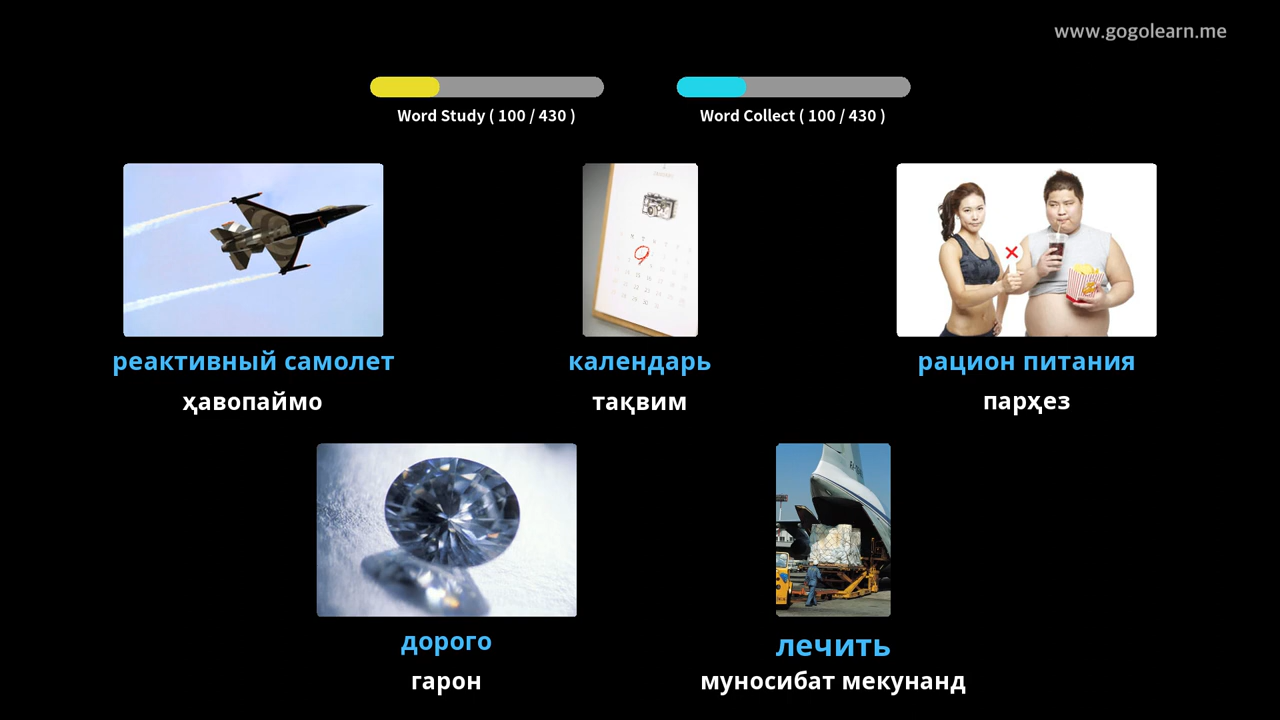 www.gogolearn.me
Word Study ( 100 / 430 )
Word Collect ( 100 / 430 )
реактивный самолет
ҳавопаймо
календарь
тақвим
рацион питания
парҳез
дорого
гарон
лечить
муносибат мекунанд